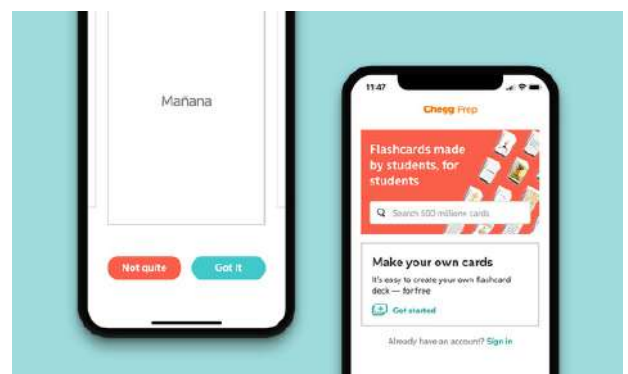 Mañana
Not quite
Got it
11:47
Chegg Prep
Flashcards made
by students, for
students
Search 500 millions cards
Make your own cards
It's easy to create your own flashcard
deck — for free
Get started
Already have an account? Sign in